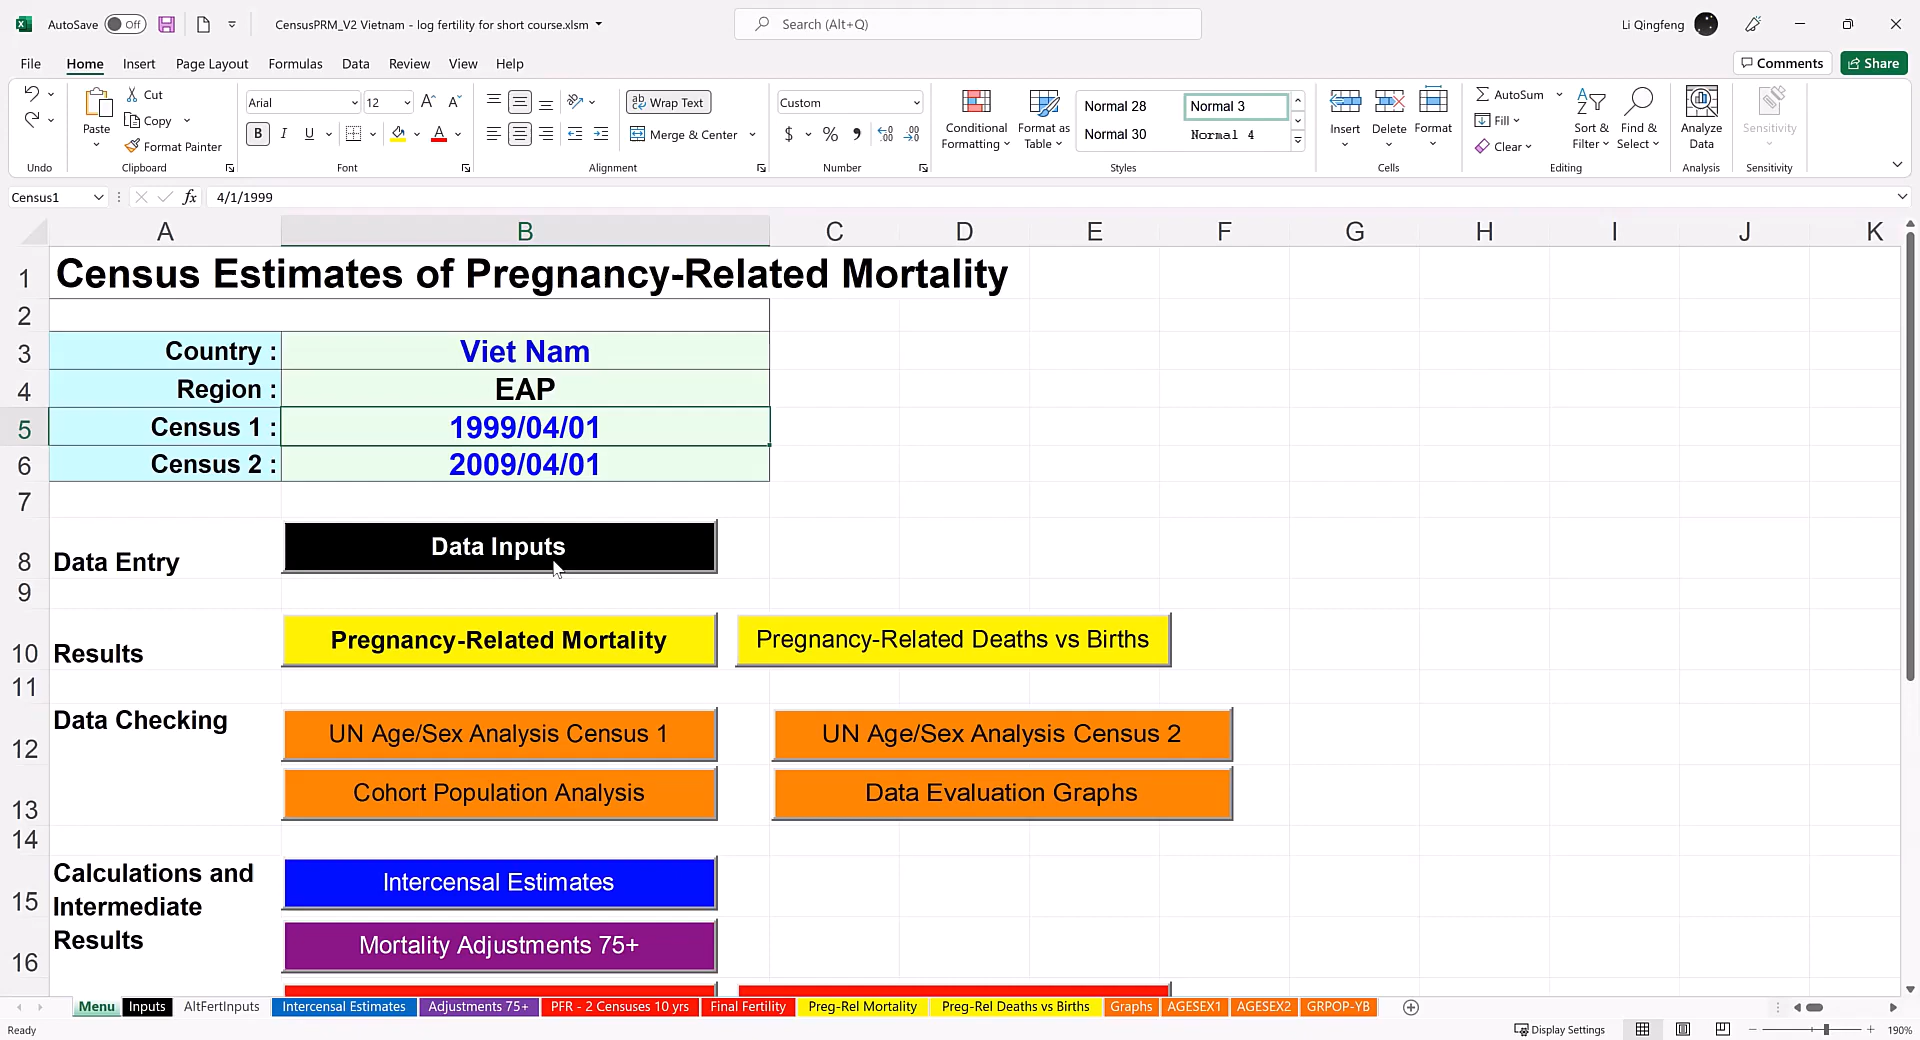 AutoSave Off CensusPRM_V2 Vietnam - log fertility for short course.xlsm Search (Alt+Q) Li Qingfeng
File Home Insert Page Layout Formulas Data Review View Help Comments Share
Paste Cut Copy Format Painter
Arial 12 B I U A A A
Wrap Text Merge & Center
Custom $ % 9
Conditional Formatting Format as Table Normal 28 Normal 3 Normal 30 Normal 4
Insert Delete Format
AutoSum Fill Clear Sort & Filter Find & Select
Analyze Data Sensitivity
Undo Clipboard Font Alignment Number Styles Cells Editing Analysis Sensitivity
Census1 fx 4/1/1999
A B C D E F G H I J K
1 Census Estimates of Pregnancy-Related Mortality
2
3 Country : Viet Nam
4 Region : EAP
5 Census 1 : 1999/04/01
6 Census 2 : 2009/04/01
7
8 Data Entry Data Inputs
9
10 Results Pregnancy-Related Mortality Pregnancy-Related Deaths vs Births
11
12 Data Checking UN Age/Sex Analysis Census 1 UN Age/Sex Analysis Census 2
13 Cohort Population Analysis Data Evaluation Graphs
14
15 Calculations and Intermediate Results Intercensal Estimates
16 Mortality Adjustments 75+
Menu Inputs AltFertInputs Intercensal Estimates Adjustments 75+ PFR - 2 Censuses 10 yrs Final Fertility Preg-Rel Mortality Preg-Rel Deaths vs Births Graphs AGESEX1 AGESEX2 GRPOP-YB
Ready Display Settings 190%